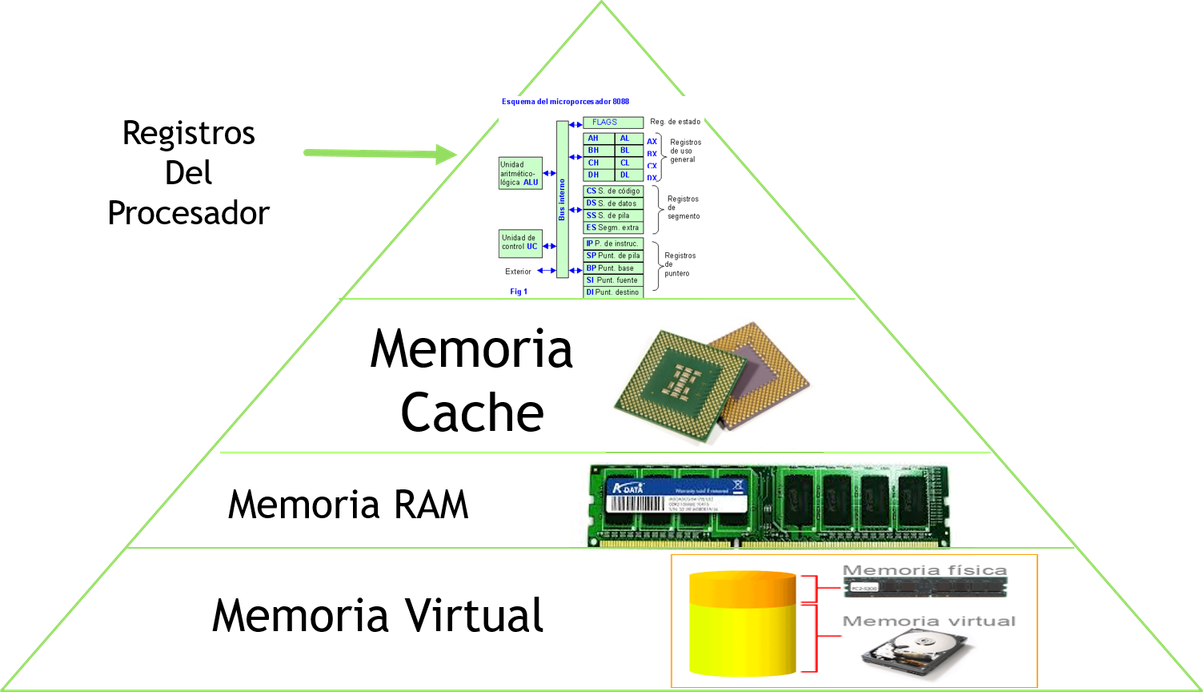 Registros
Del
Procesador
Esquema del microporcesador 8088
FLAGS
Reg. de estado
AH AL AX
BH BL BX
CH CL CX
DH DL DX
Registros
de uso
general
Unidad
aritmético-
lógica ALU
Bus interno
CS S. de código
DS S. de datos
SS S. de pila
ES Segm. extra
Registros
de
segmento
Unidad de
control UC
IP P. de instruc.
SP Punt. de pila
BP Punt. base
SI Punt. fuente
DI Punt. destino
Registros
de
puntero
Exterior
Fig 1
Memoria
Cache
Memoria RAM
ADATA
Memoria Virtual
Memoria física
Memoria virtual